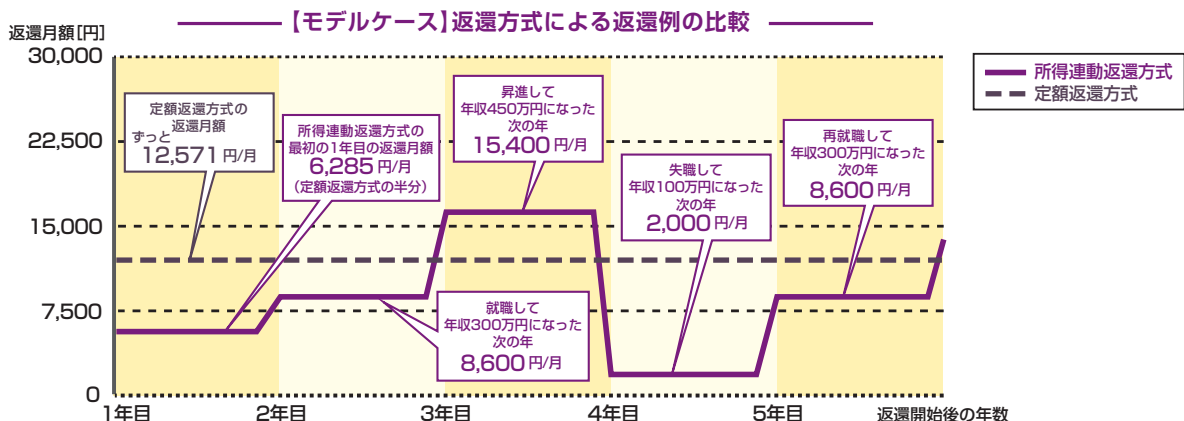 【モデルケース】返還方式による返還例の比較
返還月額[円]
30,000
22,500
15,000
7,500
0
定額返還方式の
返還月額
ずっと
12,571 円/月
所得連動返還方式の
最初の1年目の返還月額
6,285 円/月
(定額返還方式の半分)
就職して
年収300万円になった
次の年
8,600 円/月
昇進して
年収450万円になった
次の年
15,400 円/月
失職して
年収100万円になった
次の年
2,000 円/月
再就職して
年収300万円になった
次の年
8,600 円/月
所得連動返還方式
定額返還方式
1年目 2年目 3年目 4年目 5年目 返還開始後の年数